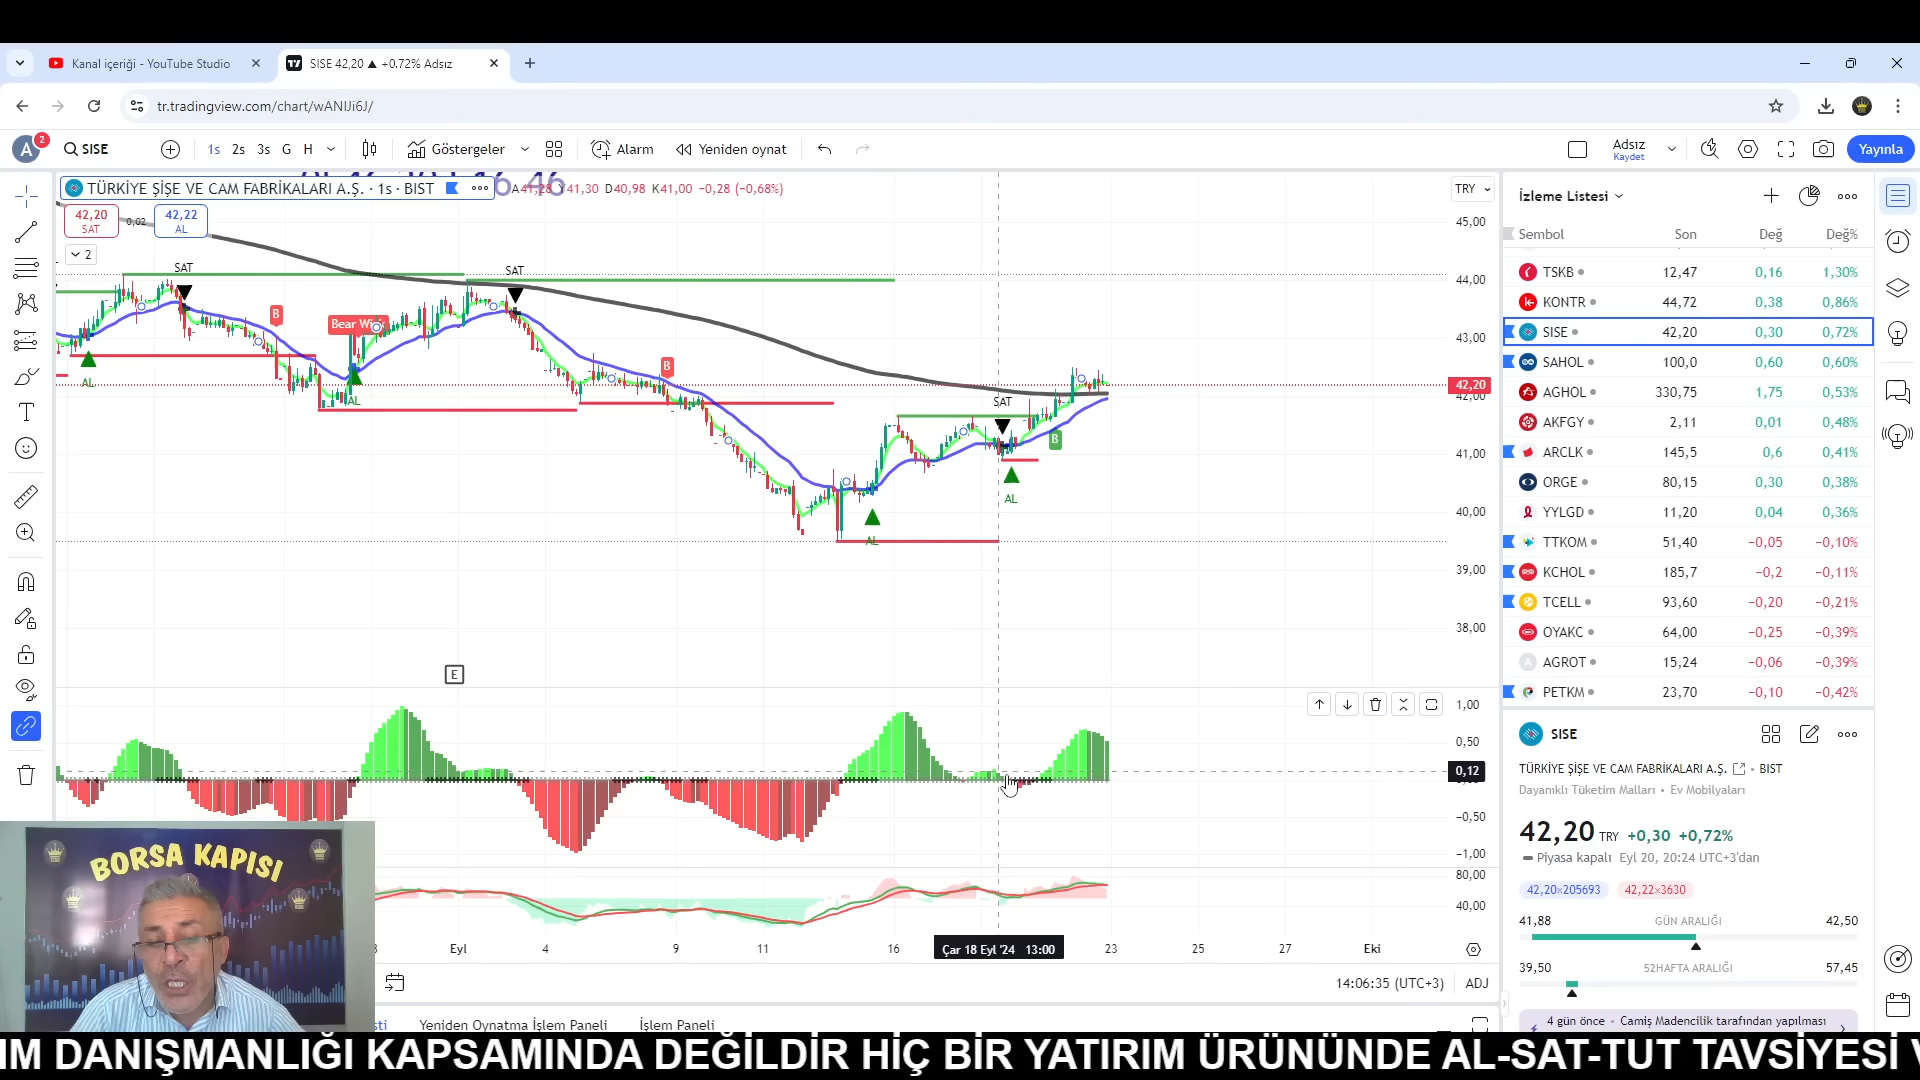 Kanal içeriği - YouTube Studio
SISE 42,20 ▲ +0.72% Adsız
tr.tradingview.com/chart/wANlJi6J/
A
2
SISE
1s 2s 3s G H
Göstergeler
Alarm
Yeniden oynat
Adsız
Kaydet
Yayınla
TÜRKİYE ŞİŞE VE CAM FABRİKALARI A.Ş. · 1s · BIST
A41,28 Y41,30 D40,98 K41,00 −0,28 (−0,68%)
TRY
42,20
SAT
0,02
42,22
AL
2
SAT
SAT
SAT
B
Bear Wick
B
B
AL
AL
AL
AL
E
45,00
44,00
43,00
42,20
42,00
41,00
40,00
39,00
38,00
1,00
0,50
0,12
−0,50
−1,00
80,00
40,00
Eyl
4
9
11
16
Çar 18 Eyl '24 13:00
23
25
27
Eki
14:06:35 (UTC+3)
ADJ
Yeniden Oynatma İşlem Paneli
İşlem Paneli
İzleme Listesi
Sembol Son Değ Değ%
TSKB 12,47 0,16 1,30%
KONTR 44,72 0,38 0,86%
SISE 42,20 0,30 0,72%
SAHOL 100,0 0,60 0,60%
AGHOL 330,75 1,75 0,53%
AKFGY 2,11 0,01 0,48%
ARCLK 145,5 0,6 0,41%
ORGE 80,15 0,30 0,38%
YYLGD 11,20 0,04 0,36%
TTKOM 51,40 −0,05 −0,10%
KCHOL 185,7 −0,2 −0,11%
TCELL 93,60 −0,20 −0,21%
OYAKC 64,00 −0,25 −0,39%
AGROT 15,24 −0,06 −0,39%
PETKM 23,70 −0,10 −0,42%
SISE
TÜRKİYE ŞİŞE VE CAM FABRİKALARI A.Ş. • BIST
Dayanıklı Tüketim Malları • Ev Mobilyaları
42,20 TRY +0,30 +0,72%
Piyasa kapalı Eyl 20, 20:24 UTC+3'dan
42,20×205693 42,22×3630
41,88 GÜN ARALIĞI 42,50
39,50 52HAFTA ARALIĞI 57,45
4 gün önce • Camiş Madencilik tarafından yapılması
BORSA KAPISI
IM DANIŞMANLIĞI KAPSAMINDA DEĞİLDİR HİÇ BİR YATIRIM ÜRÜNÜNDE AL-SAT-TUT TAVSİYESİ V